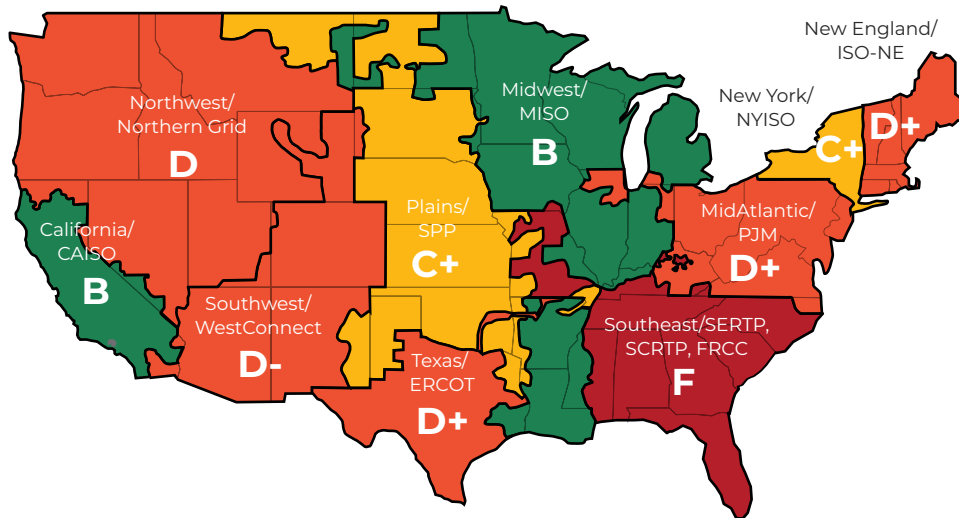 New England/
ISO-NE
D+
New York/
NYISO
C+
Midwest/
MISO
B
Northwest/
Northern Grid
D
California/
CAISO
B
Plains/
SPP
C+
MidAtlantic/
PJM
D+
Southwest/
WestConnect
D-
Texas/
ERCOT
D+
Southeast/SERTP,
SCRTP, FRCC
F